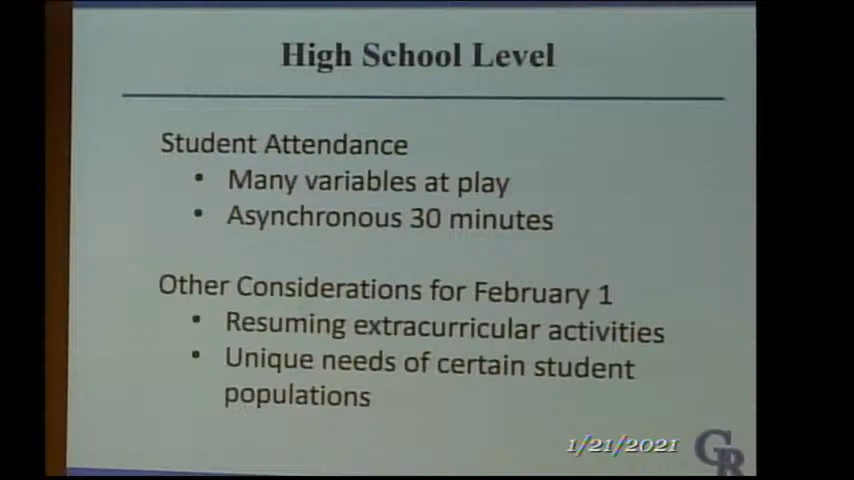 High School Level
Student Attendance
• Many variables at play
• Asynchronous 30 minutes
Other Considerations for February 1
• Resuming extracurricular activities
• Unique needs of certain student
populations
1/21/2021
GR